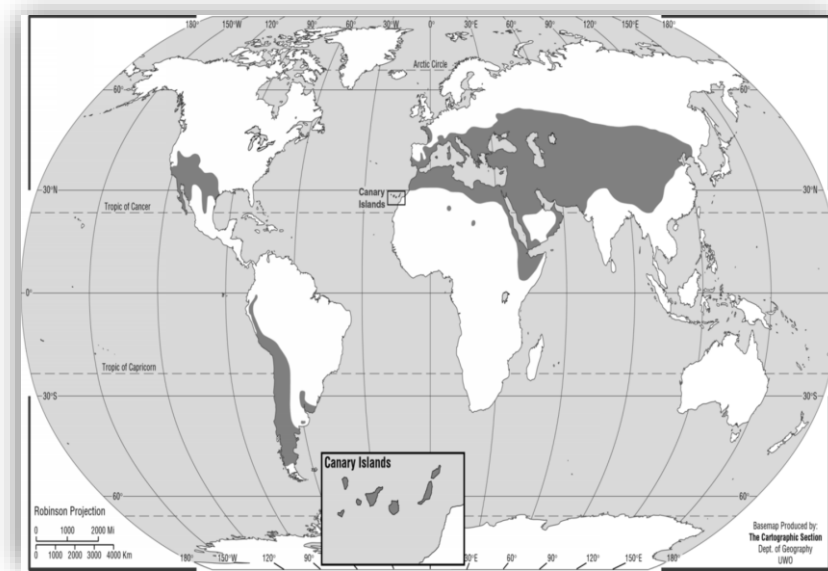 180° 150° 120° 90° 60° 30°W 0° 30°E 60°E 90°E 120°E 150°E 180°
Arctic Circle
60° 60°
30°N 30°N
Canary
Islands
Tropic of Cancer
0° 0°
Tropic of Capricorn
30°S 30°S
Canary Islands
60° 60°
Robinson Projection
0 1000 2000 Mi
0 1000 2000 3000 4000 Km
Basemap Produced by:
The Cartographic Section
Dept. of Geography
UWO
180° 150° 120° 90°E 120°E 150°E 180°